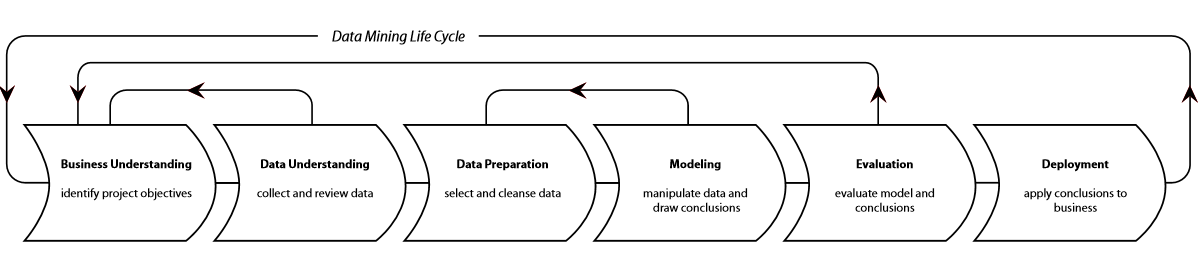 Data Mining Life Cycle
Business Understanding
identify project objectives
Data Understanding
collect and review data
Data Preparation
select and cleanse data
Modeling
manipulate data and
draw conclusions
Evaluation
evaluate model and
conclusions
Deployment
apply conclusions to
business